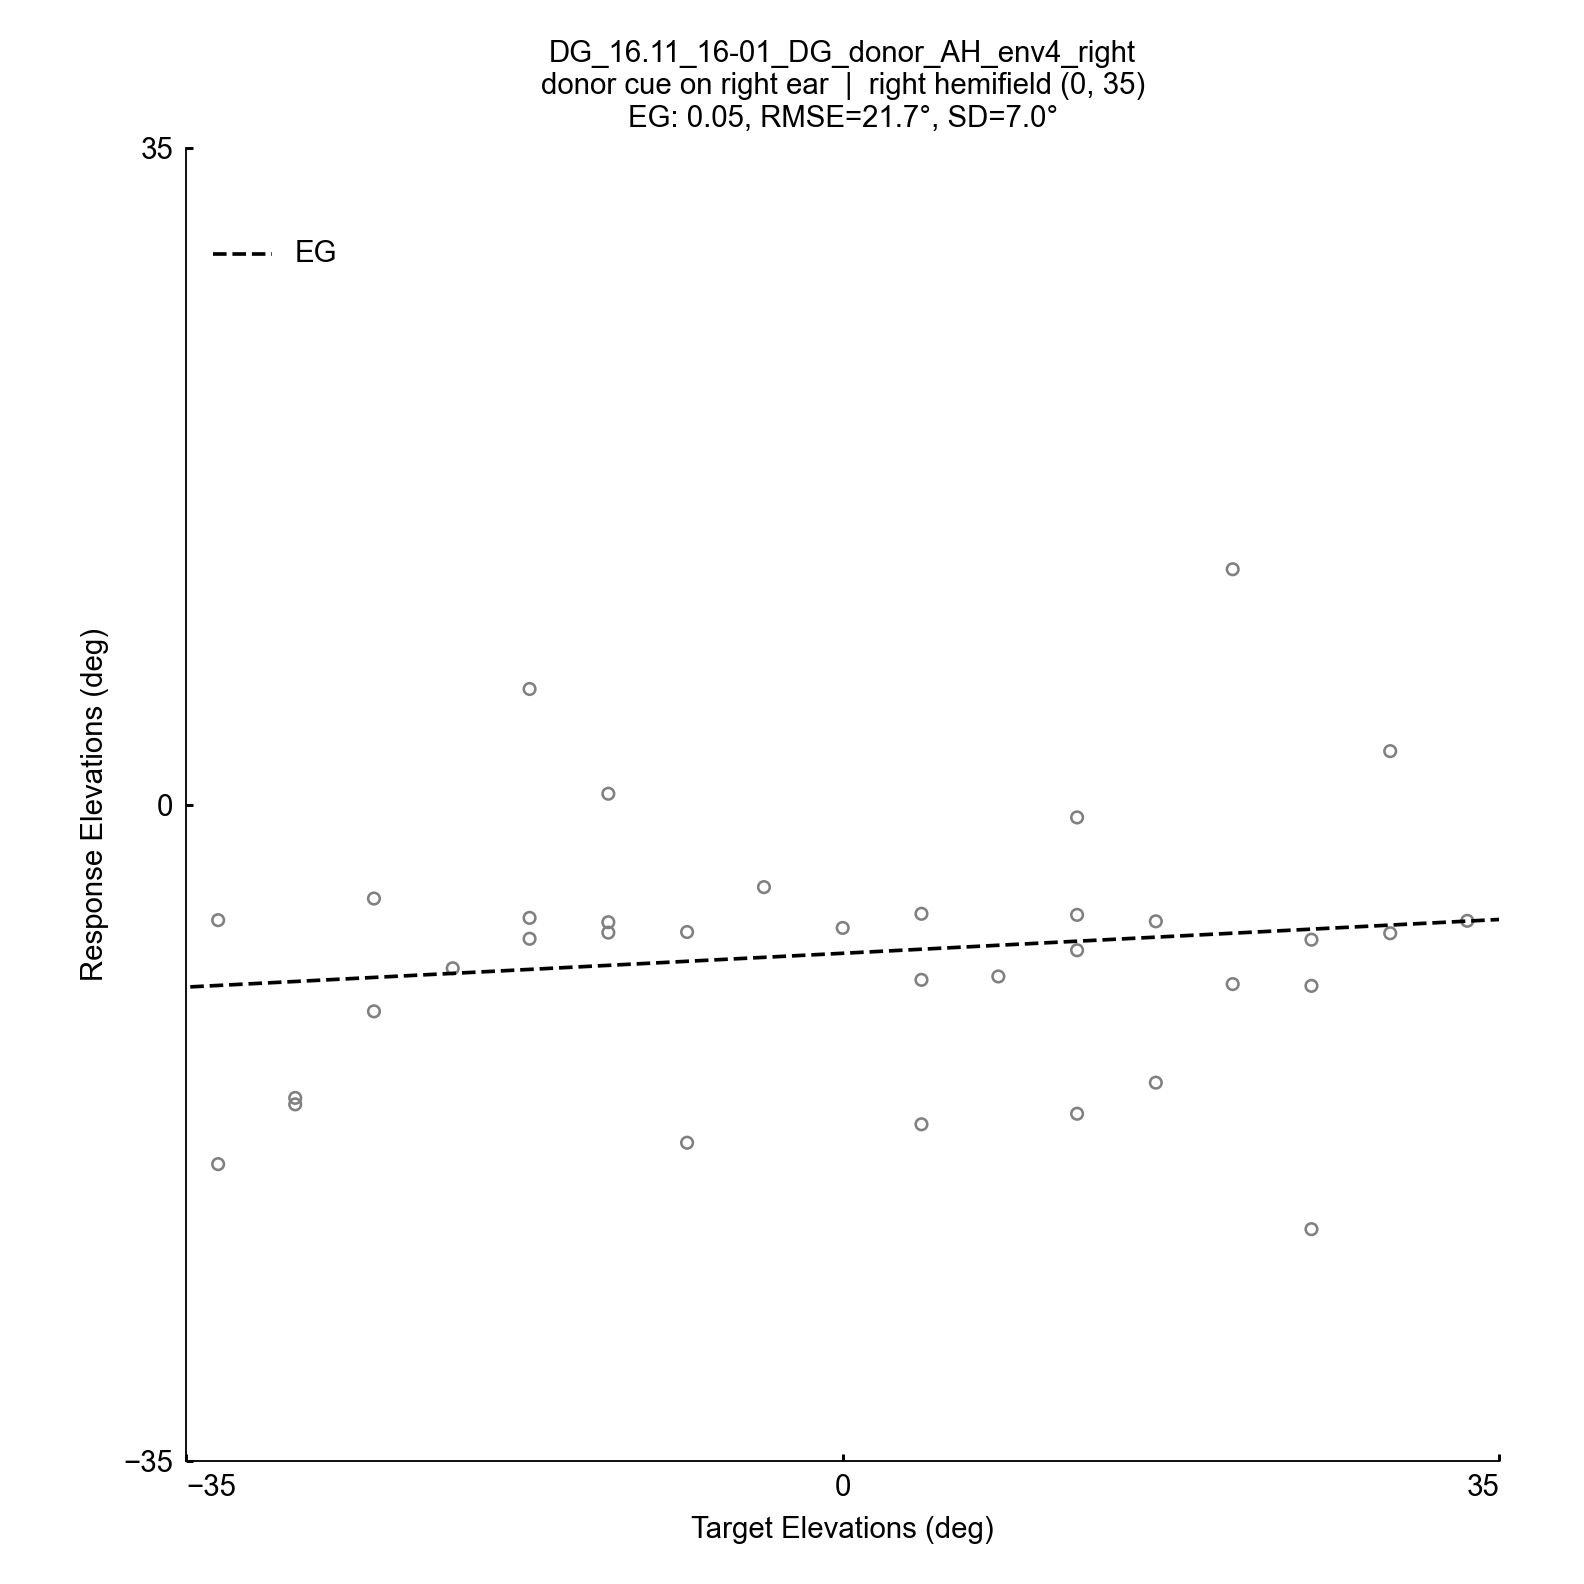 DG_16.11_16-01_DG_donor_AH_env4_right
donor cue on right ear | right hemifield (0, 35)
EG: 0.05, RMSE=21.7°, SD=7.0°
35
EG
Response Elevations (deg)
0
−35
−35
0
35
Target Elevations (deg)